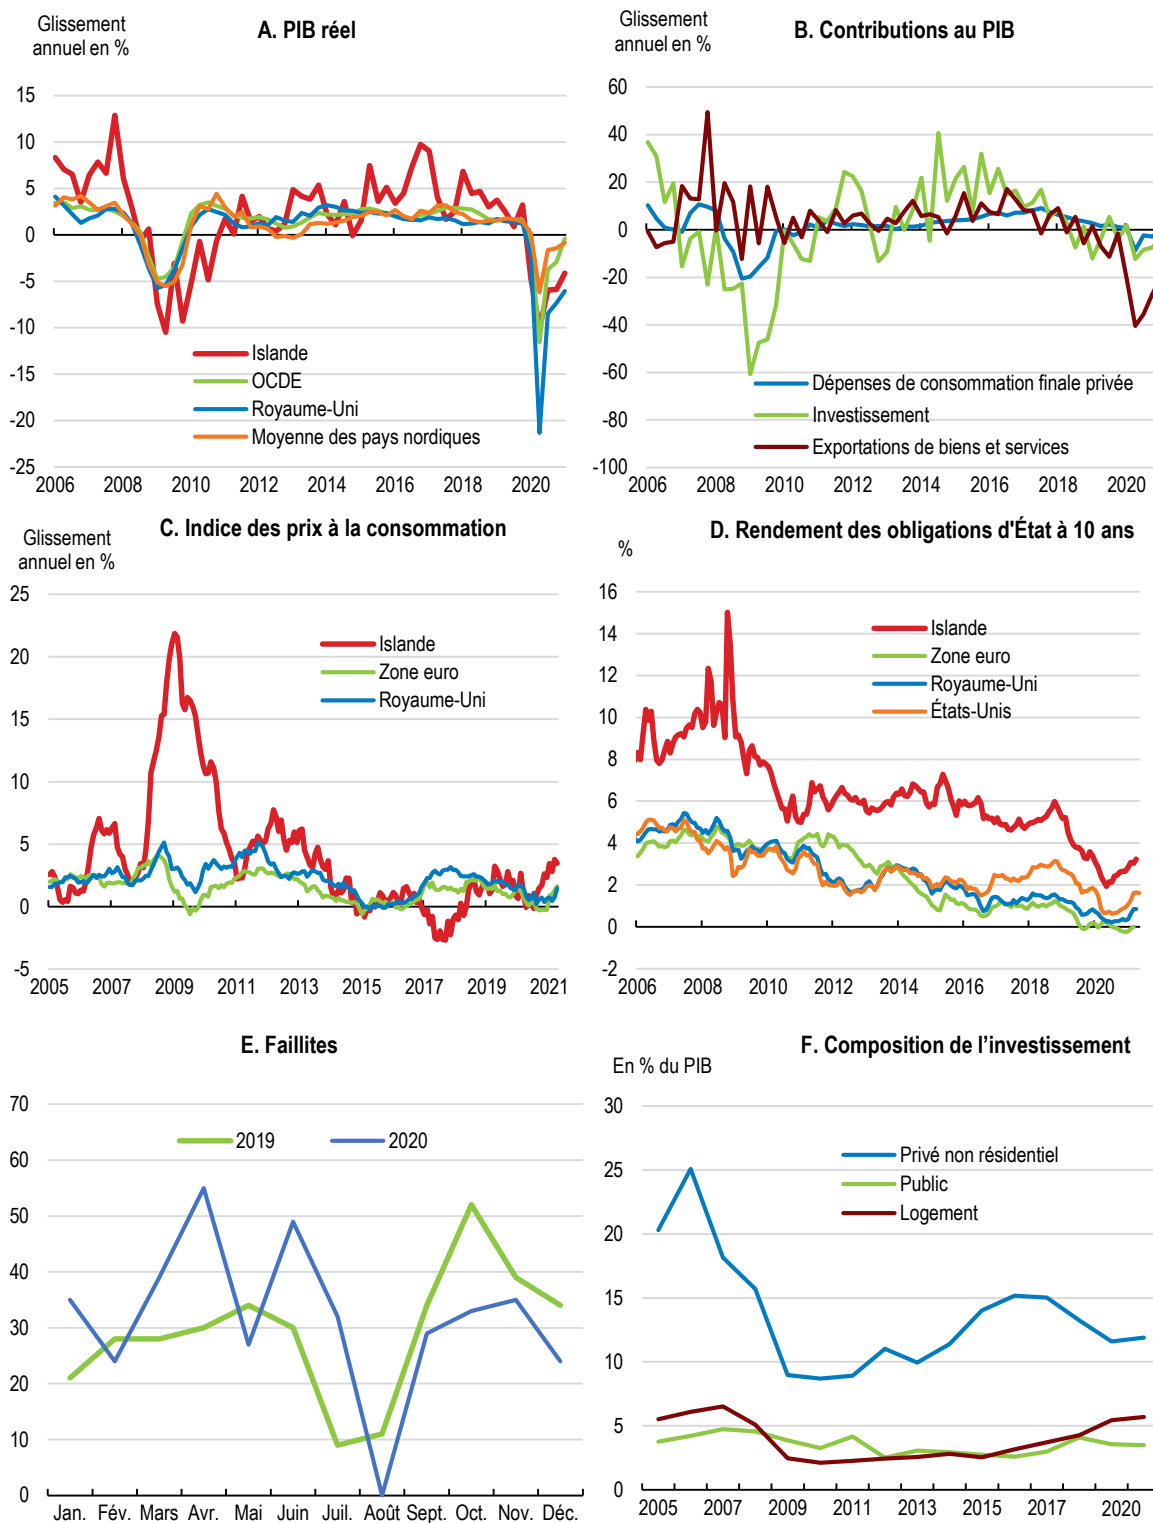 Glissement
annuel en %
A. PIB réel
15
10
5
0
-5
-10
-15
-20
-25
Islande
OCDE
Royaume-Uni
Moyenne des pays nordiques
2006 2008 2010 2012 2014 2016 2018 2020
Glissement
annuel en %
B. Contributions au PIB
60
40
20
0
-20
-40
-60
-80
-100
Dépenses de consommation finale privée
Investissement
Exportations de biens et services
2006 2008 2010 2012 2014 2016 2018 2020
Glissement
annuel en %
C. Indice des prix à la consommation
25
20
15
10
5
0
-5
Islande
Zone euro
Royaume-Uni
2005 2007 2009 2011 2013 2015 2017 2019 2021
%
D. Rendement des obligations d'État à 10 ans
16
14
12
10
8
6
4
2
0
-2
Islande
Zone euro
Royaume-Uni
États-Unis
2006 2008 2010 2012 2014 2016 2018 2020
E. Faillites
70
60
50
40
30
20
10
0
2019 2020
Jan. Fév. Mars Avr. Mai Juin Juil. Août Sept. Oct. Nov. Déc.
F. Composition de l’investissement
En % du PIB
30
25
20
15
10
5
0
Privé non résidentiel
Public
Logement
2005 2007 2009 2011 2013 2015 2017 2020